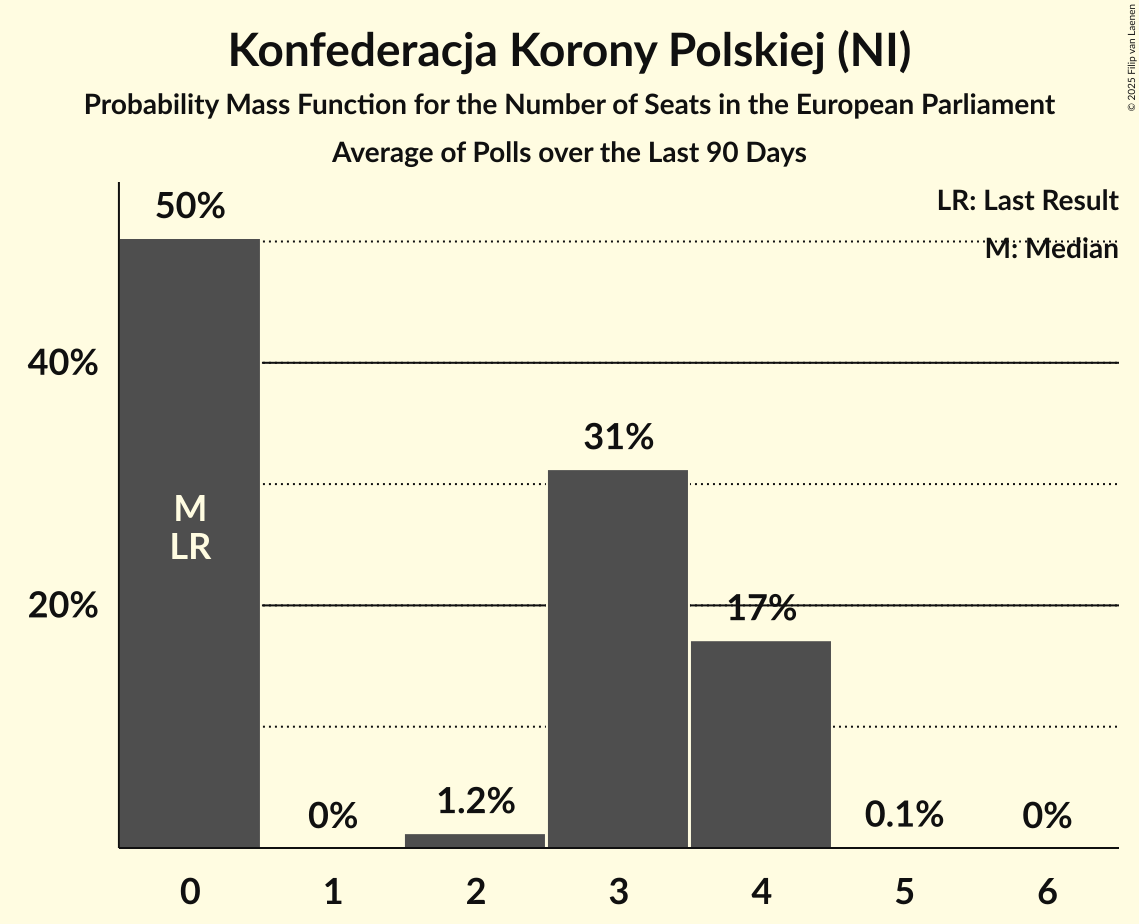 Konfederacja Korony Polskiej (NI)
Probability Mass Function for the Number of Seats in the European Parliament
Average of Polls over the Last 90 Days
© 2025 Filip van Laenen
LR: Last Result
M: Median
50%
40%
31%
M
LR
20%
17%
0%
1.2%
0.1%
0%
0 1 2 3 4 5 6